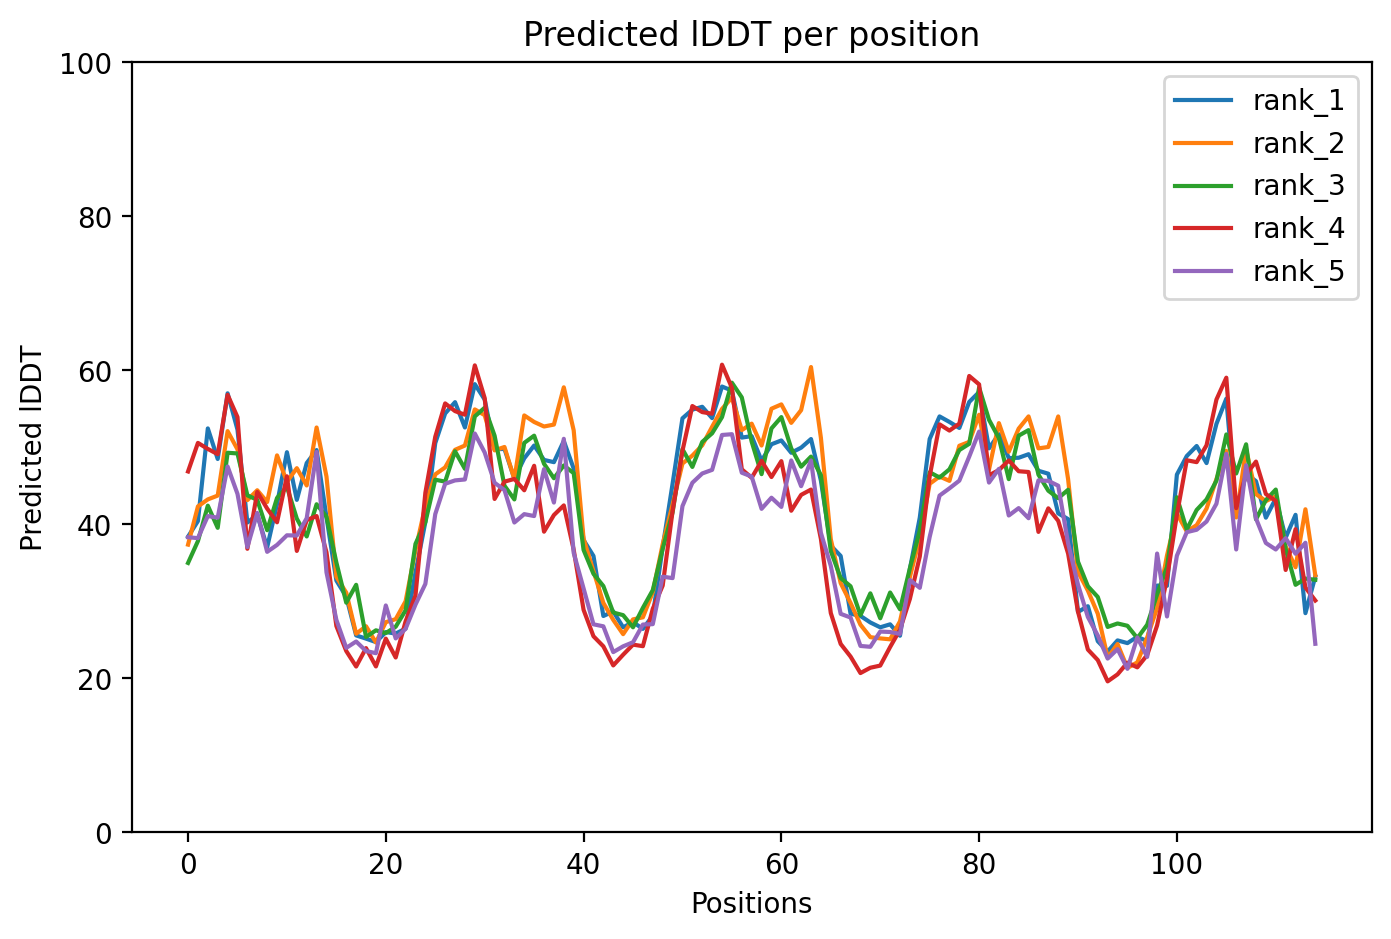 Predicted lDDT per position
100
80
60
40
20
0
Predicted lDDT
0 20 40 60 80 100
Positions
rank_1
rank_2
rank_3
rank_4
rank_5